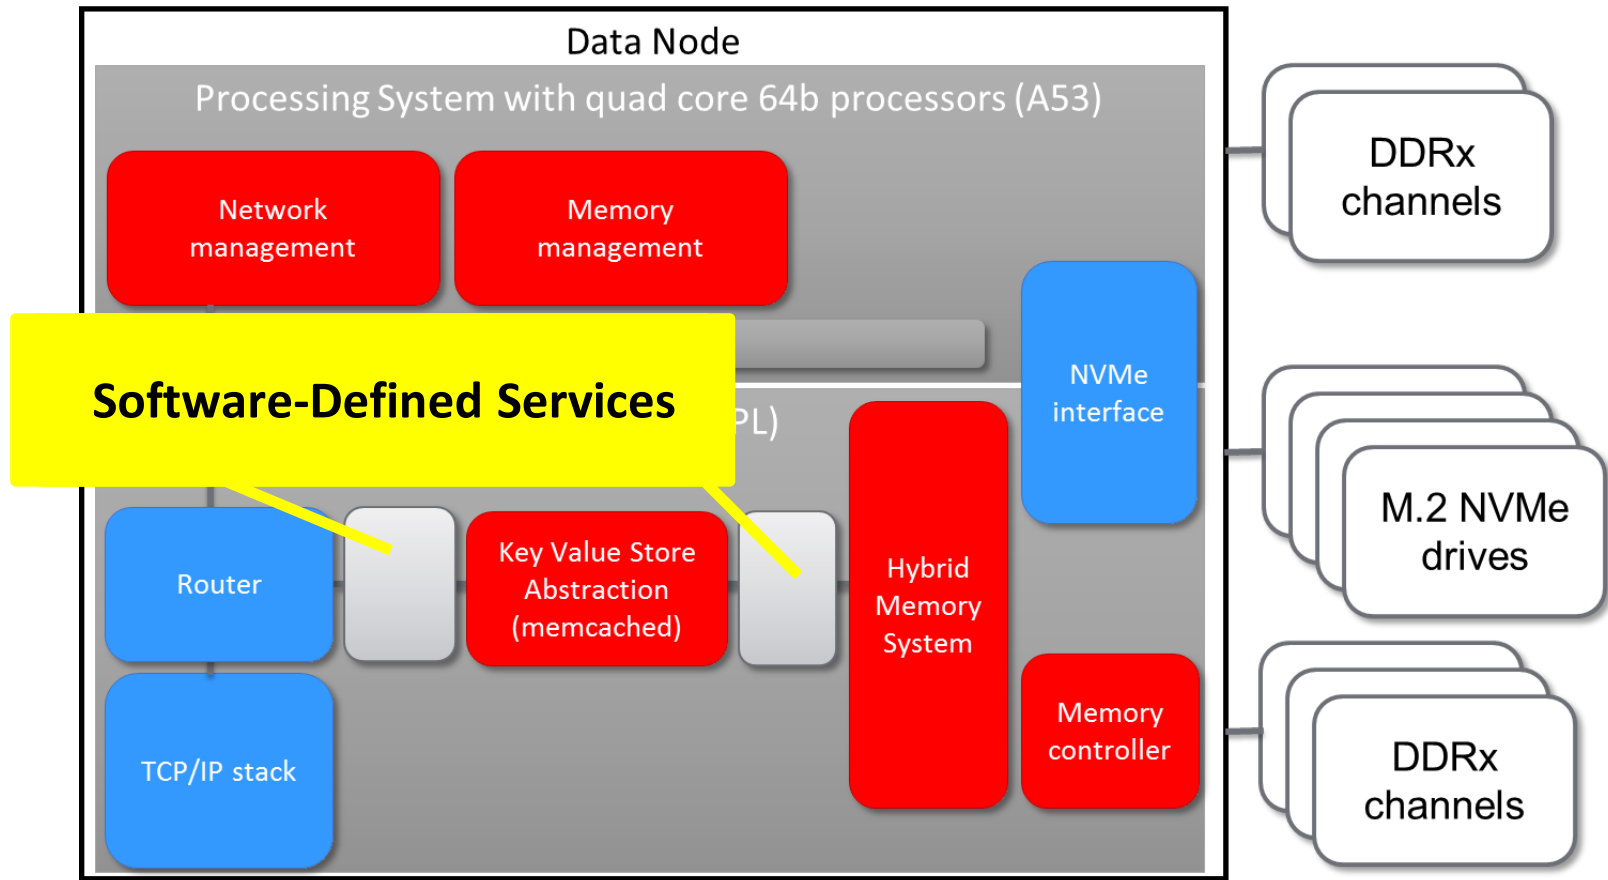 Data Node
Processing System with quad core 64b processors (A53)
Network
management
Memory
management
DDRx
channels
Software-Defined Services
PL)
NVMe
interface
M.2 NVMe
drives
Router
Key Value Store
Abstraction
(memcached)
Hybrid
Memory
System
TCP/IP stack
Memory
controller
DDRx
channels